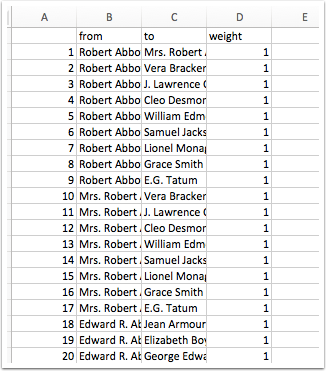 A B C D E
from to weight
1 Robert Abbo Mrs. Robert 1
2 Robert Abbo Vera Bracker 1
3 Robert Abbo J. Lawrence 1
4 Robert Abbo Cleo Desmor 1
5 Robert Abbo William Edm 1
6 Robert Abbo Samuel Jacks 1
7 Robert Abbo Lionel Monag 1
8 Robert Abbo Grace Smith 1
9 Robert Abbo E.G. Tatum 1
10 Mrs. Robert Vera Bracker 1
11 Mrs. Robert J. Lawrence 1
12 Mrs. Robert Cleo Desmor 1
13 Mrs. Robert William Edm 1
14 Mrs. Robert Samuel Jacks 1
15 Mrs. Robert Lionel Monag 1
16 Mrs. Robert Grace Smith 1
17 Mrs. Robert E.G. Tatum 1
18 Edward R. Ab Jean Armour 1
19 Edward R. Ab Elizabeth Bov 1
20 Edward R. Ab George Edwa 1